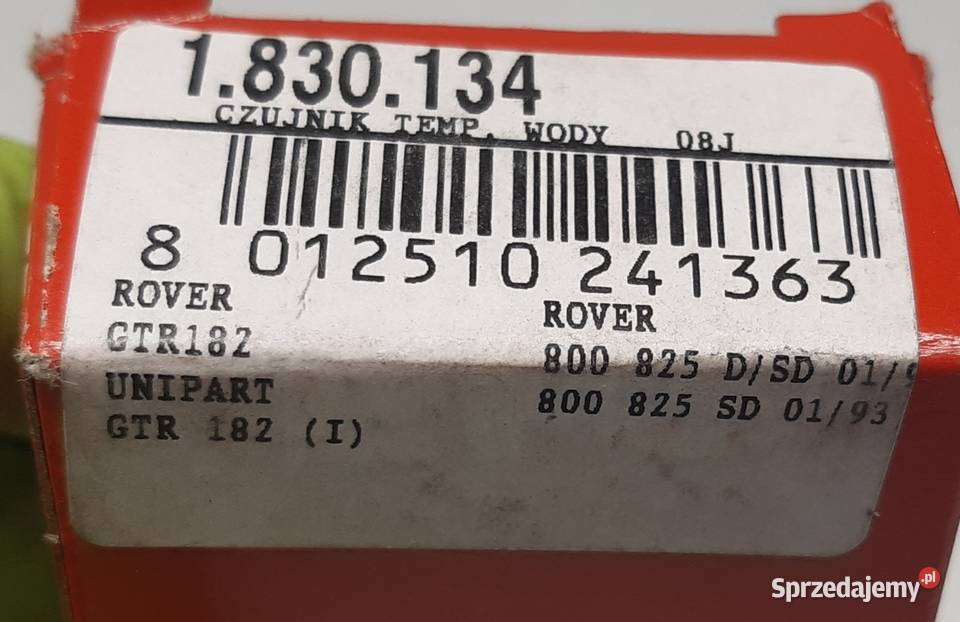 1.830.134
CZUJNIK TEMP. WODY 08J
8 012510 241363
ROVER
GTR182
UNIPART
GTR 182 (I)
ROVER
800 825 D/SD 01/
800 825 SD 01/93
Sprzedajemy.pl